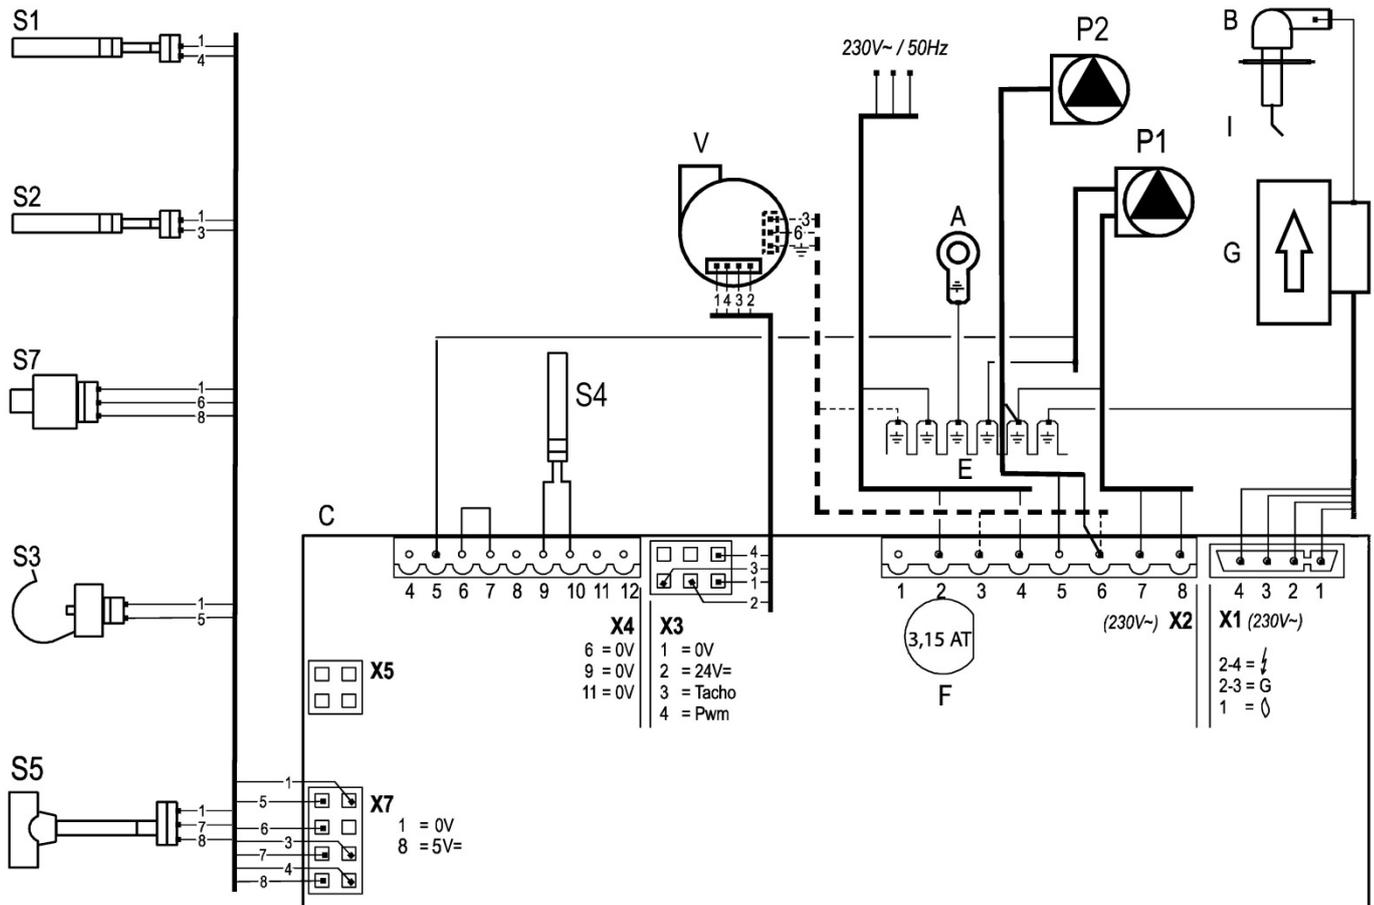 S1
1
4
S2
1
3
S7
1
6
8
S3
1
5
S5
1
7
8
230V~ / 50Hz
P2
B
I
P1
V
3
6
1 4 3 2
A
G
S4
E
C
4 5 6 7 8 9 10 11 12
X4
6 = 0V
9 = 0V
11 = 0V
4
3
1
2
X3
1 = 0V
2 = 24V=
3 = Tacho
4 = Pwm
1 2 3 4 5 6 7 8
(230V~) X2
3,15 AT
F
4 3 2 1
X1 (230V~)
2-4 =
2-3 = G
1 =
X5
1
5
6
3
7
4
8
X7
1 = 0V
8 = 5V=